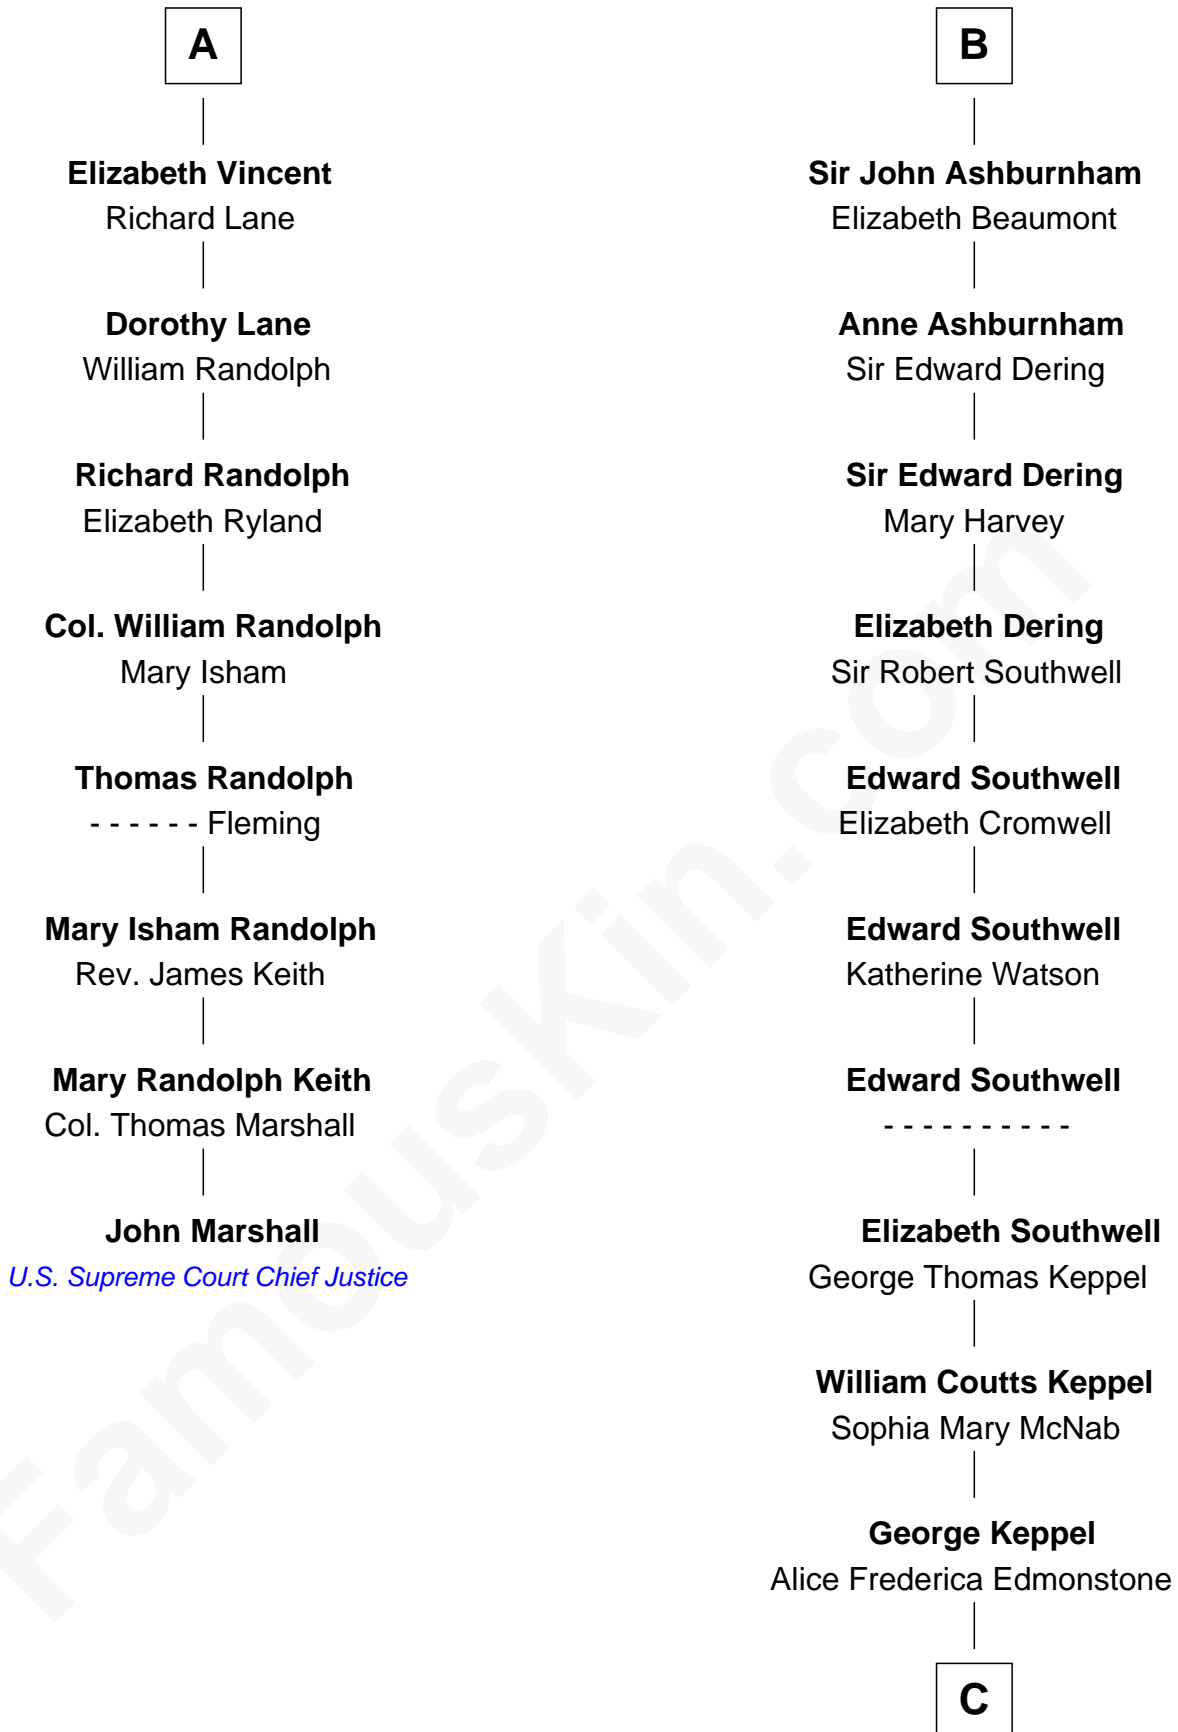 A
Elizabeth Vincent
Richard Lane
Dorothy Lane
William Randolph
Richard Randolph
Elizabeth Ryland
Col. William Randolph
Mary Isham
Thomas Randolph
- - - - - - Fleming
Mary Isham Randolph
Rev. James Keith
Mary Randolph Keith
Col. Thomas Marshall
John Marshall
U.S. Supreme Court Chief Justice
B
Sir John Ashburnham
Elizabeth Beaumont
Anne Ashburnham
Sir Edward Dering
Sir Edward Dering
Mary Harvey
Elizabeth Dering
Sir Robert Southwell
Edward Southwell
Elizabeth Cromwell
Edward Southwell
Katherine Watson
Edward Southwell
- - - - - - - - - -
Elizabeth Southwell
George Thomas Keppel
William Coutts Keppel
Sophia Mary McNab
George Keppel
Alice Frederica Edmonstone
C
FamousKin.com